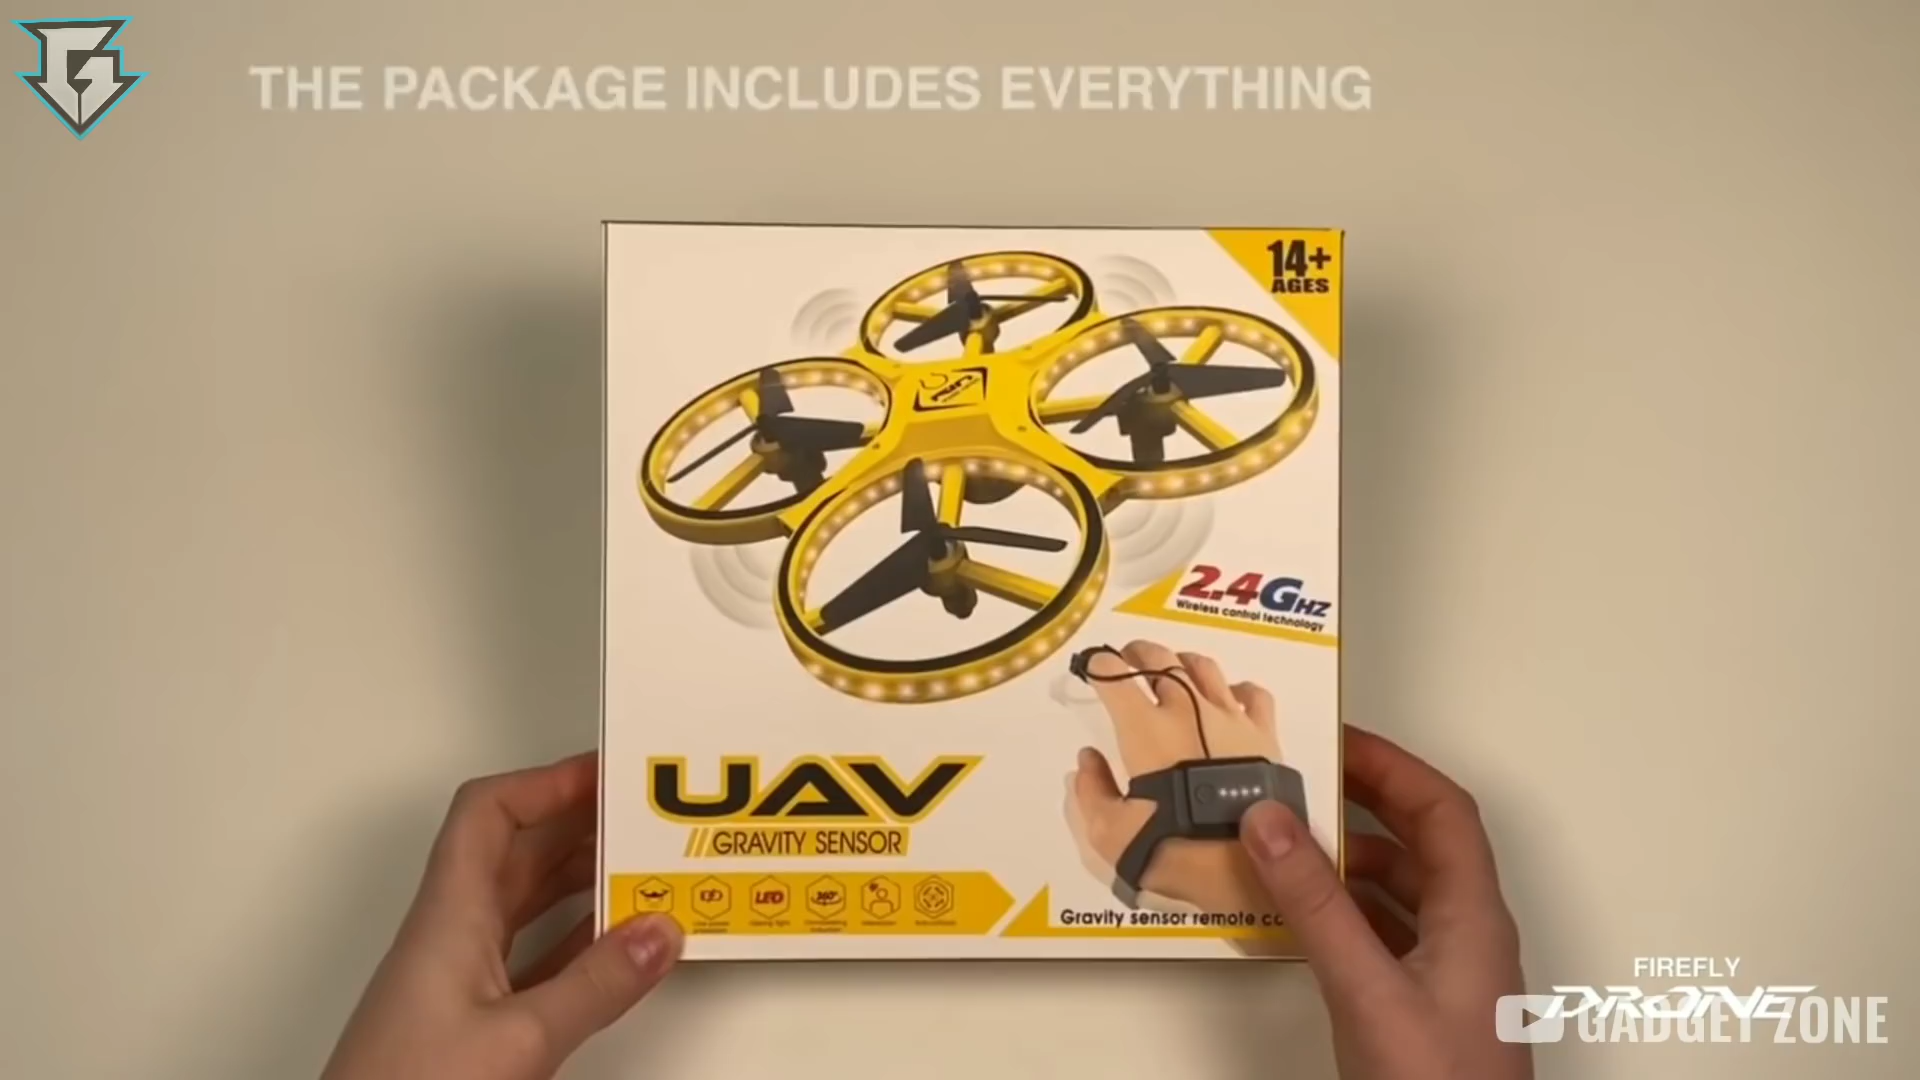 THE PACKAGE INCLUDES EVERYTHING
14+
AGES
2.4GHZ
Wireless control technology
UAV
GRAVITY SENSOR
LED
360°
Gravity sensor remote co
FIREFLY
DRONE
GADGET ZONE